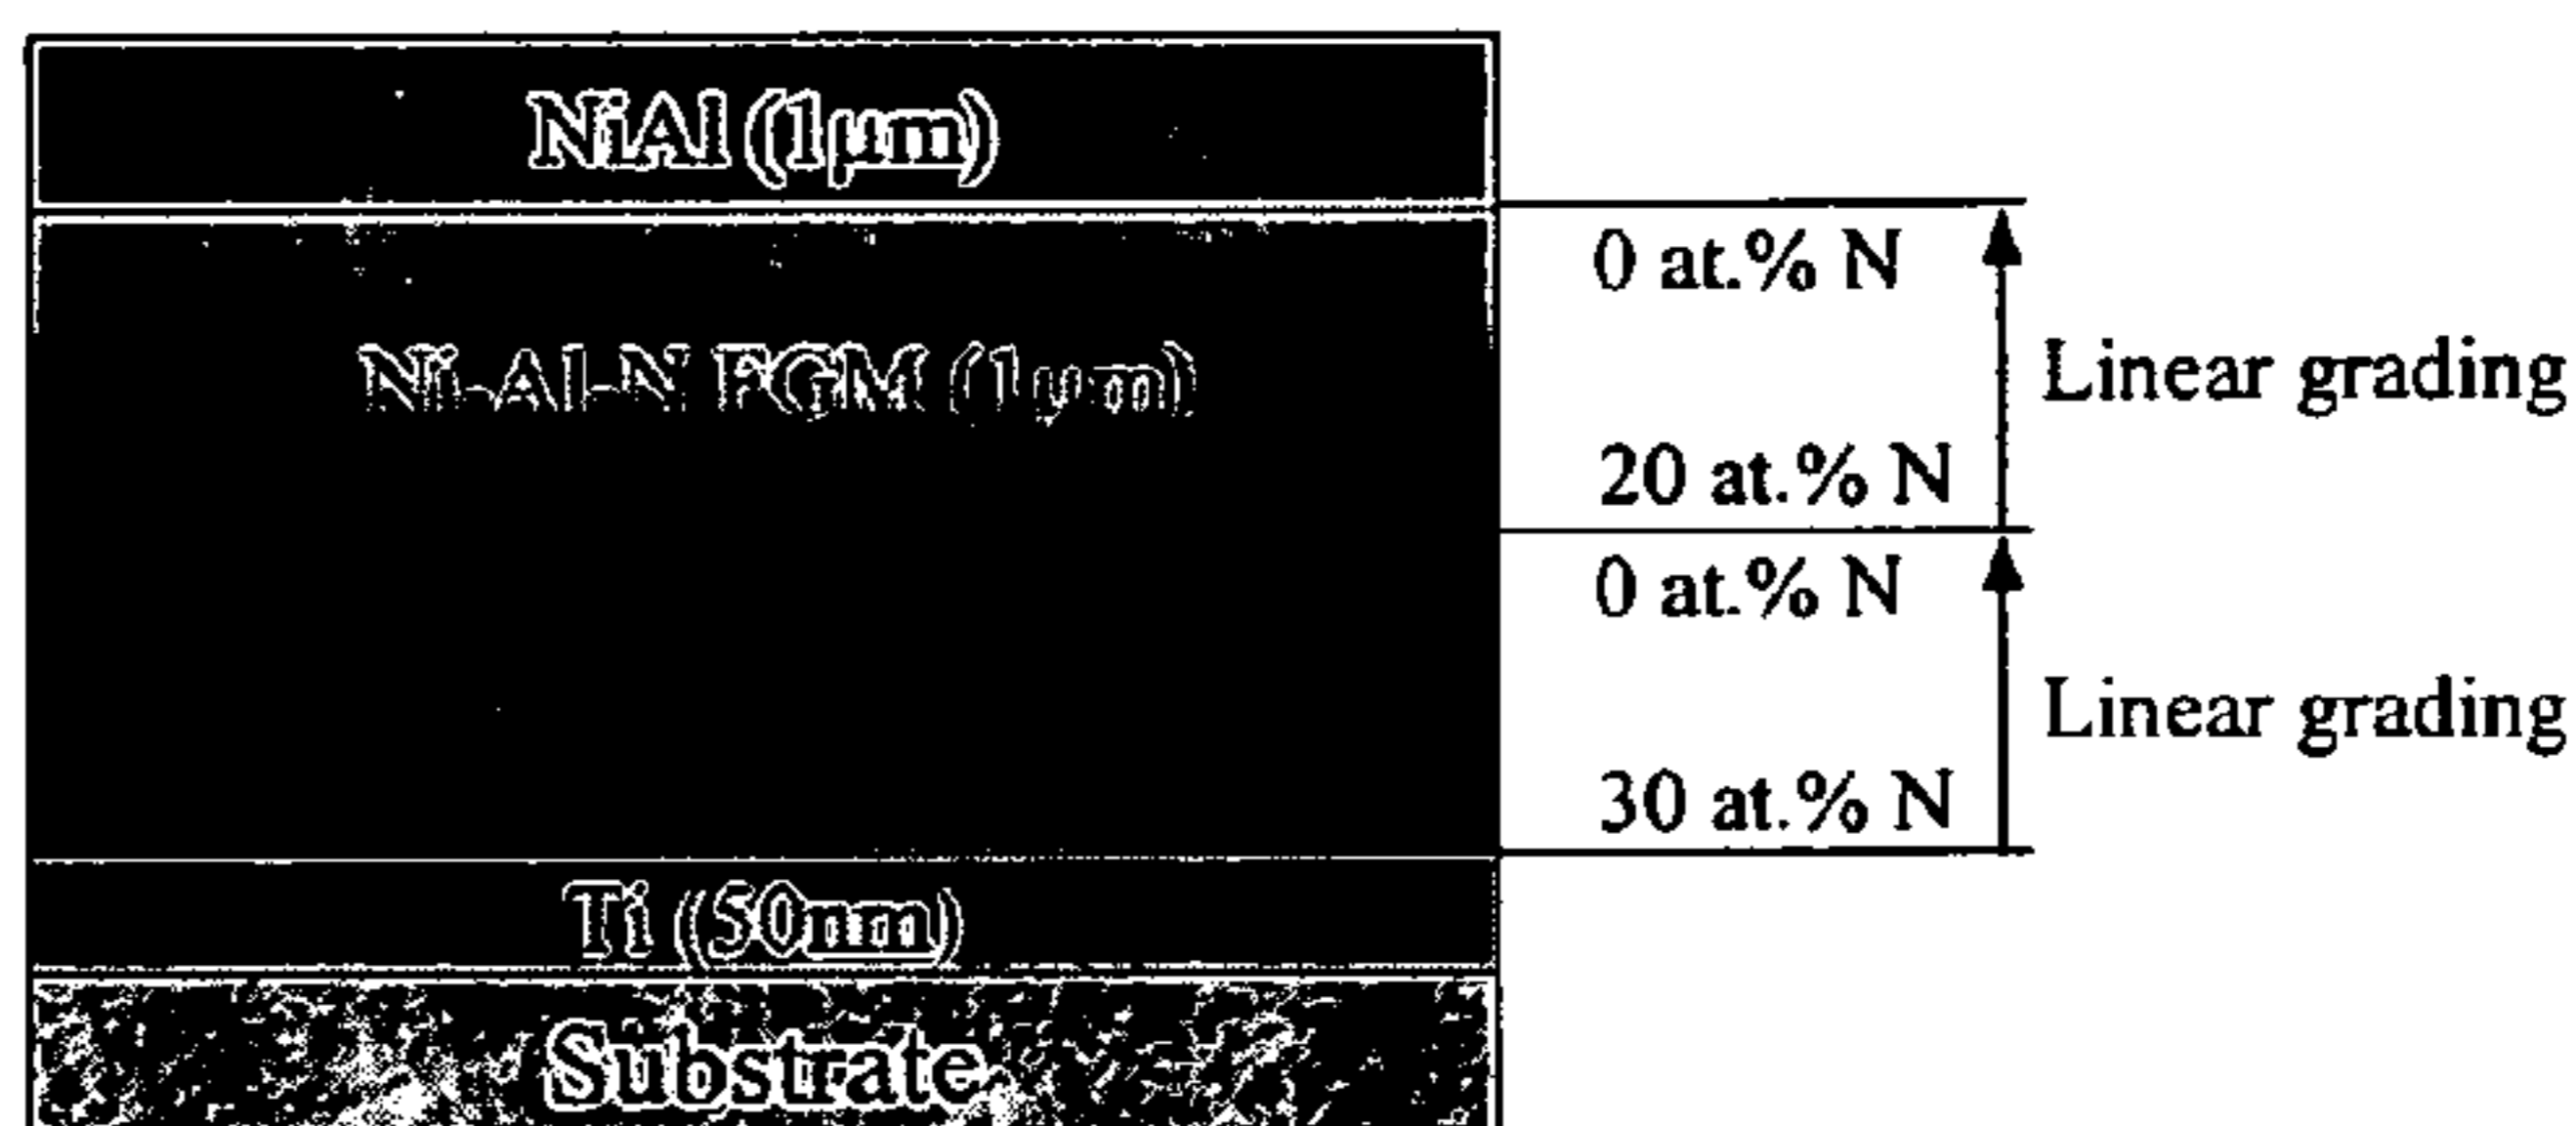 NiAl (1µm)
0 at.% N
Ni-Al-N FGM (1µm)
Linear grading
20 at.% N
0 at.% N
Linear grading
30 at.% N
Ti (50nm)
Substrate